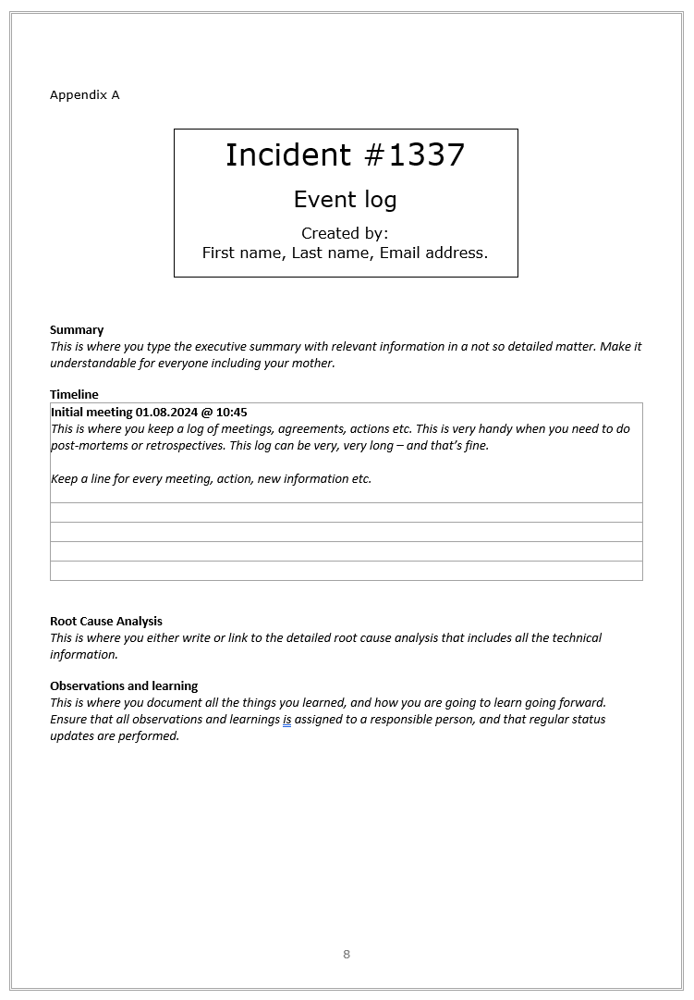 Appendix A
Incident #1337
Event log
Created by:
First name, Last name, Email address.
Summary
This is where you type the executive summary with relevant information in a not so detailed matter. Make it
understandable for everyone including your mother.
Timeline
Initial meeting 01.08.2024 @ 10:45
This is where you keep a log of meetings, agreements, actions etc. This is very handy when you need to do
post-mortems or retrospectives. This log can be very, very long – and that’s fine.
Keep a line for every meeting, action, new information etc.
Root Cause Analysis
This is where you either write or link to the detailed root cause analysis that includes all the technical
information.
Observations and learning
This is where you document all the things you learned, and how you are going to learn going forward.
Ensure that all observations and learnings is assigned to a responsible person, and that regular status
updates are performed.
8